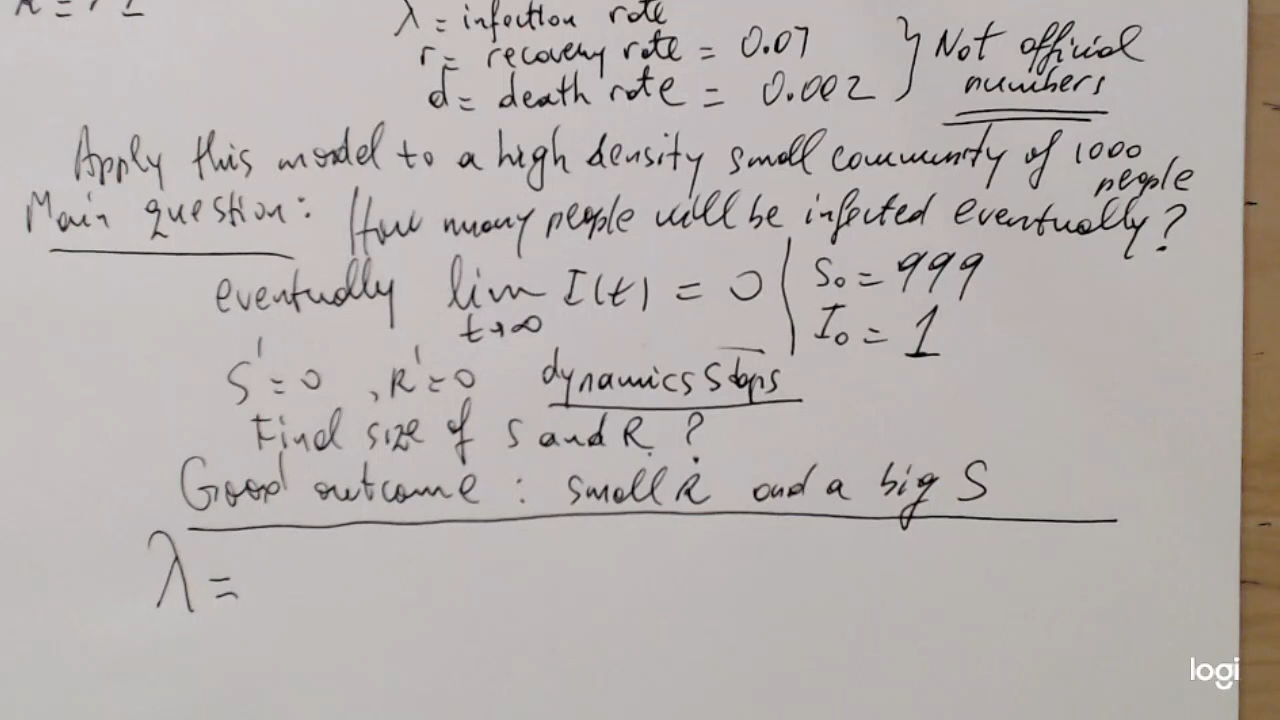 λ = infection rate
r = recovery rate = 0.07
d = death rate = 0.002
} Not official numbers
Apply this model to a high density small community of 1000 people
Main question: How many people will be infected eventually?
eventually lim I(t) = 0
t→∞
S₀ = 999
I₀ = 1
S' = 0 , R' = 0 dynamics stops
Find size of S and R ?
Good outcome : small R and a big S
λ =
logi